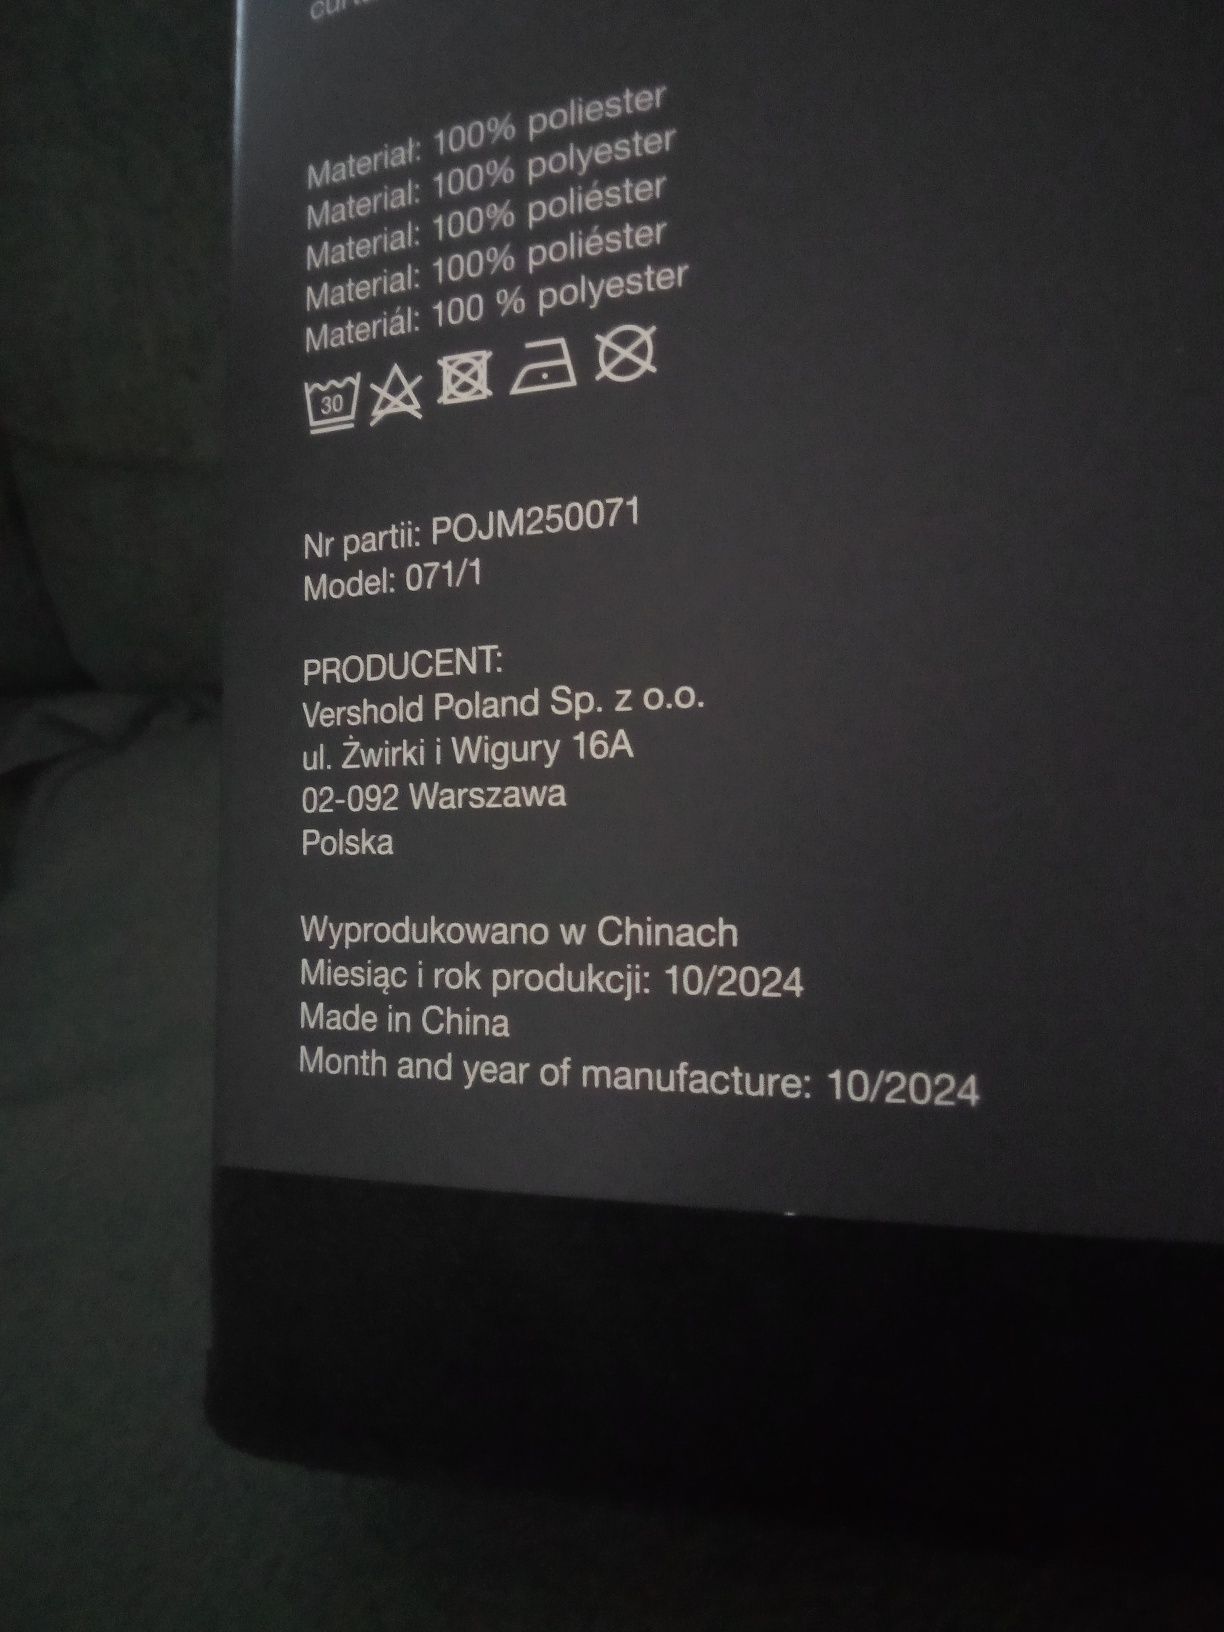 Materiał: 100% poliester
Material: 100% polyester
Material: 100% poliéster
Material: 100% poliéster
Materiál: 100 % polyester
30
Nr partii: POJM250071
Model: 071/1
PRODUCENT:
Vershold Poland Sp. z o.o.
ul. Żwirki i Wigury 16A
02-092 Warszawa
Polska
Wyprodukowano w Chinach
Miesiąc i rok produkcji: 10/2024
Made in China
Month and year of manufacture: 10/2024